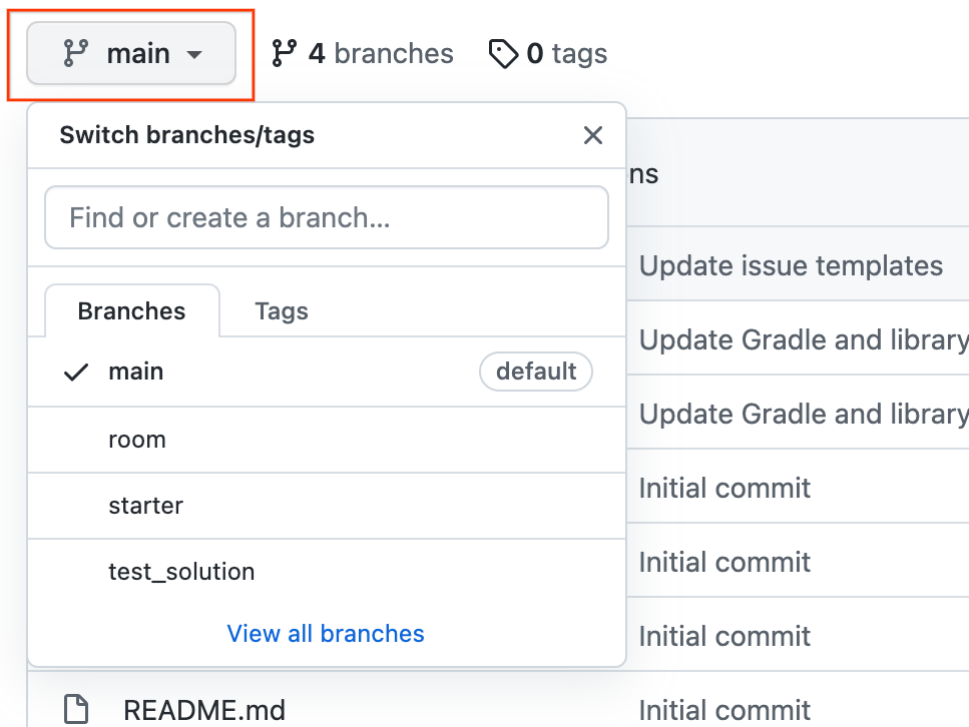 main
4 branches
0 tags
Switch branches/tags
ns
Find or create a branch...
Update issue templates
Branches
Tags
Update Gradle and library
main
default
Update Gradle and library
room
Initial commit
starter
Initial commit
test_solution
View all branches
Initial commit
README.md
Initial commit